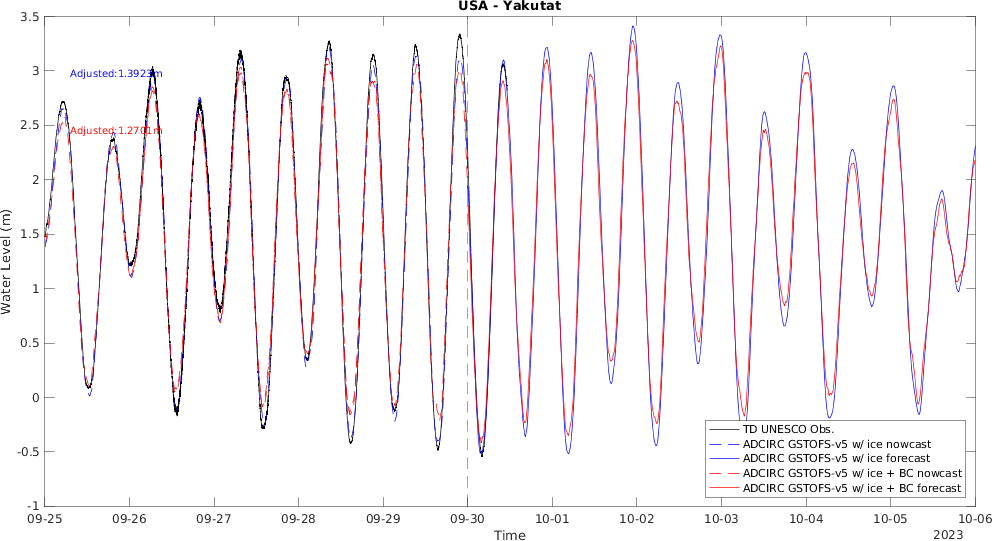 USA - Yakutat
3.5
3
2.5
2
1.5
1
0.5
0
-0.5
-1
Water Level (m)
Adjusted:1.3923m
Adjusted:1.2701m
TD UNESCO Obs.
ADCIRC GSTOFS-v5 w/ ice nowcast
ADCIRC GSTOFS-v5 w/ ice forecast
ADCIRC GSTOFS-v5 w/ ice + BC nowcast
ADCIRC GSTOFS-v5 w/ ice + BC forecast
09-25 09-26 09-27 09-28 09-29 09-30 10-01 10-02 10-03 10-04 10-05 10-06
Time
2023